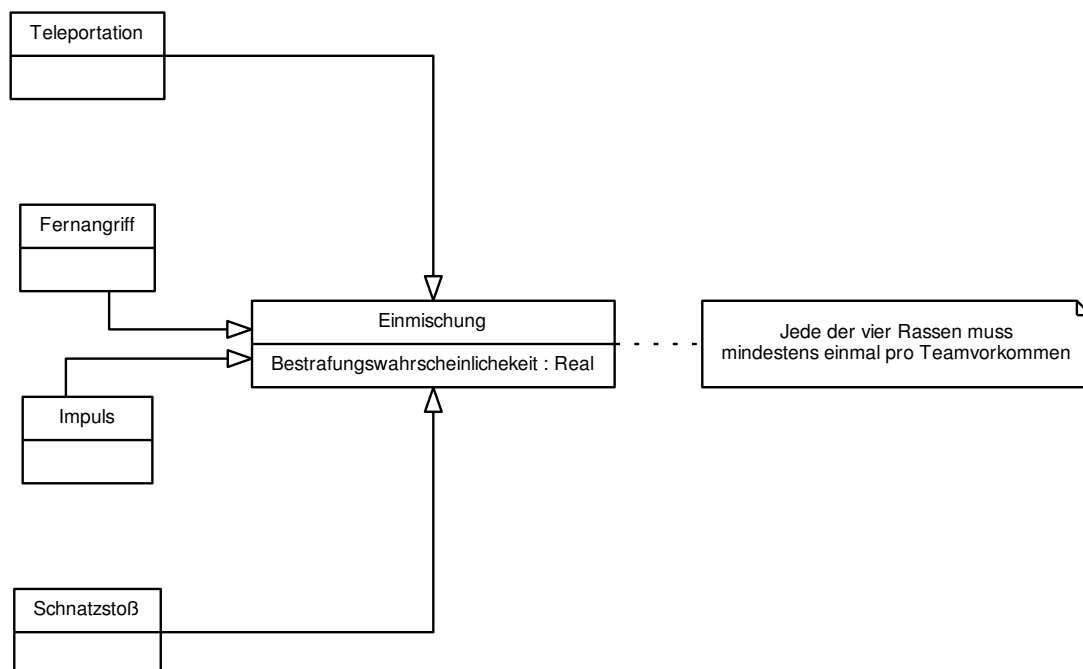 Teleportation
Fernangriff
Einmischung
Bestrafungswahrscheinlichekeit : Real
Jede der vier Rassen muss
mindestens einmal pro Teamvorkommen
Impuls
Schnatzstoß